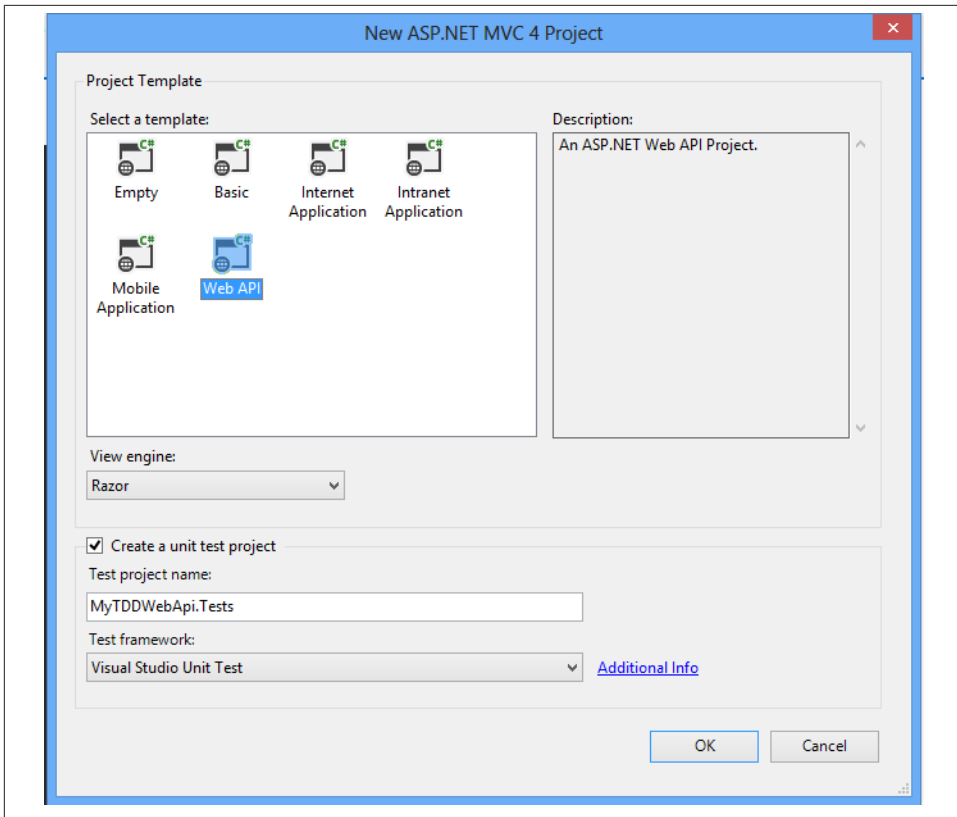 New ASP.NET MVC 4 Project
Project Template
Select a template:
Description:
C# C# C# C#
An ASP.NET Web API Project.
Empty Basic Internet Intranet
Application Application
C# C#
Mobile Web API
Application
View engine:
Razor
Create a unit test project
Test project name:
MyTDDWebApi.Tests
Test framework:
Visual Studio Unit Test
Additional Info
OK Cancel